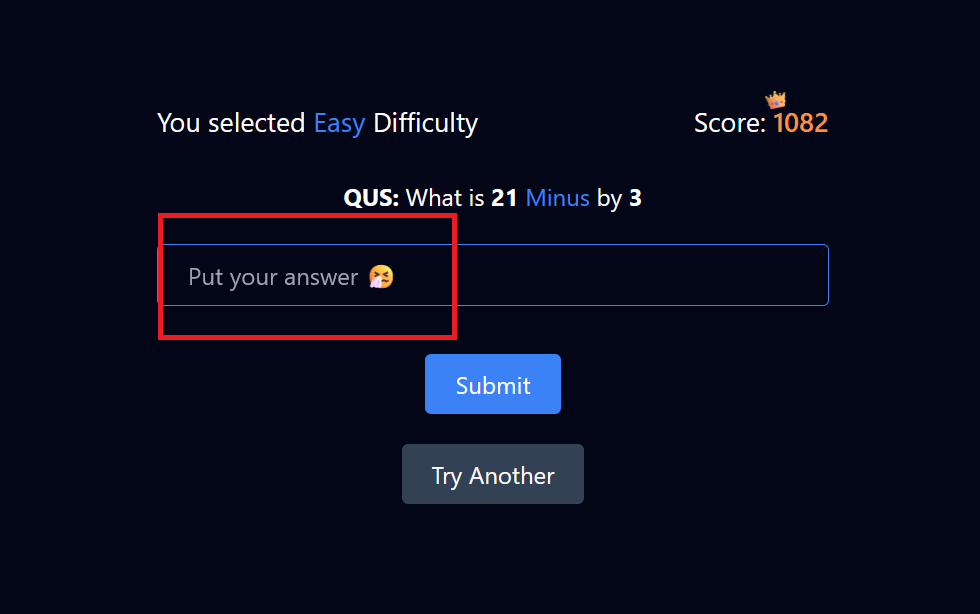 You selected Easy Difficulty
Score: 1082
QUS: What is 21 Minus by 3
Put your answer 🤧
Submit
Try Another